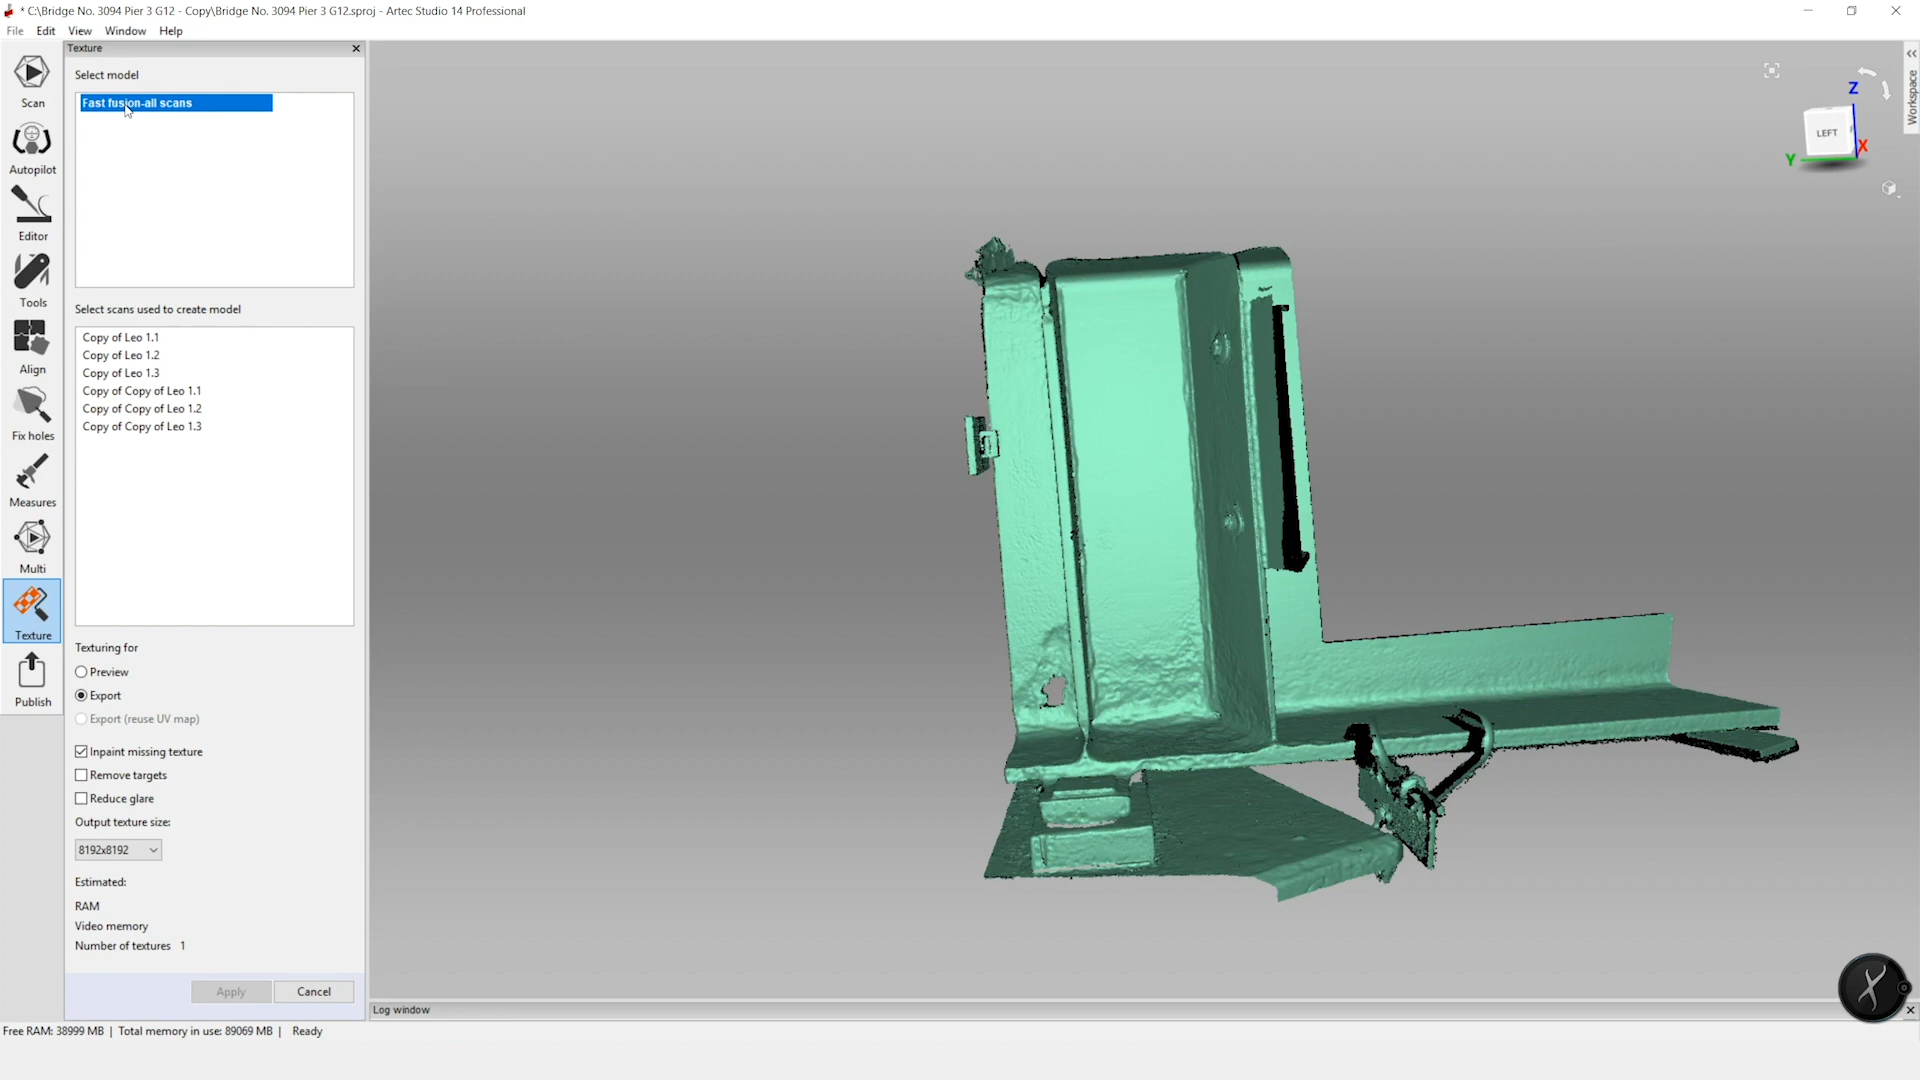 * C:\Bridge No. 3094 Pier 3 G12 - Copy\Bridge No. 3094 Pier 3 G12.sproj - Artec Studio 14 Professional
File Edit View Window Help
Texture
Select model
Fast fusion-all scans
Select scans used to create model
Copy of Leo 1.1
Copy of Leo 1.2
Copy of Leo 1.3
Copy of Copy of Leo 1.1
Copy of Copy of Leo 1.2
Copy of Copy of Leo 1.3
Texturing for
Preview
Export
Export (reuse UV map)
Inpaint missing texture
Remove targets
Reduce glare
Output texture size:
8192x8192
Estimated:
RAM
Video memory
Number of textures 1
Apply Cancel
Scan
Autopilot
Editor
Tools
Align
Fix holes
Measures
Multi
Texture
Publish
Z
LEFT
X
Y
Workspace
Log window
Free RAM: 38999 MB | Total memory in use: 89069 MB | Ready